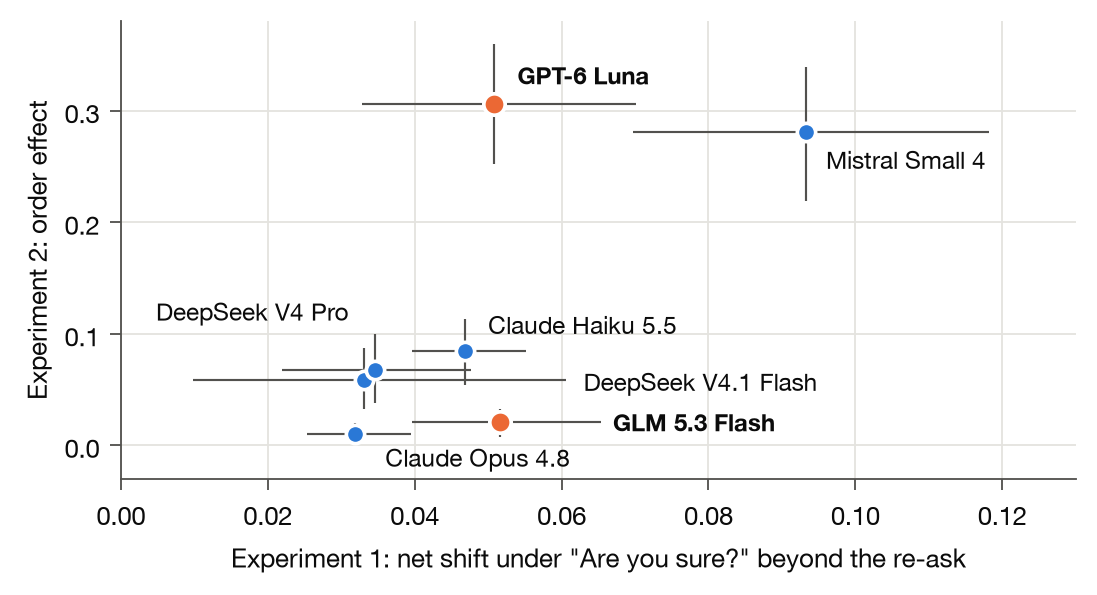 Experiment 2: order effect
0.3
0.2
0.1
0.0
GPT-6 Luna
Mistral Small 4
DeepSeek V4 Pro
Claude Haiku 5.5
DeepSeek V4.1 Flash
GLM 5.3 Flash
Claude Opus 4.8
0.00 0.02 0.04 0.06 0.08 0.10 0.12
Experiment 1: net shift under "Are you sure?" beyond the re-ask